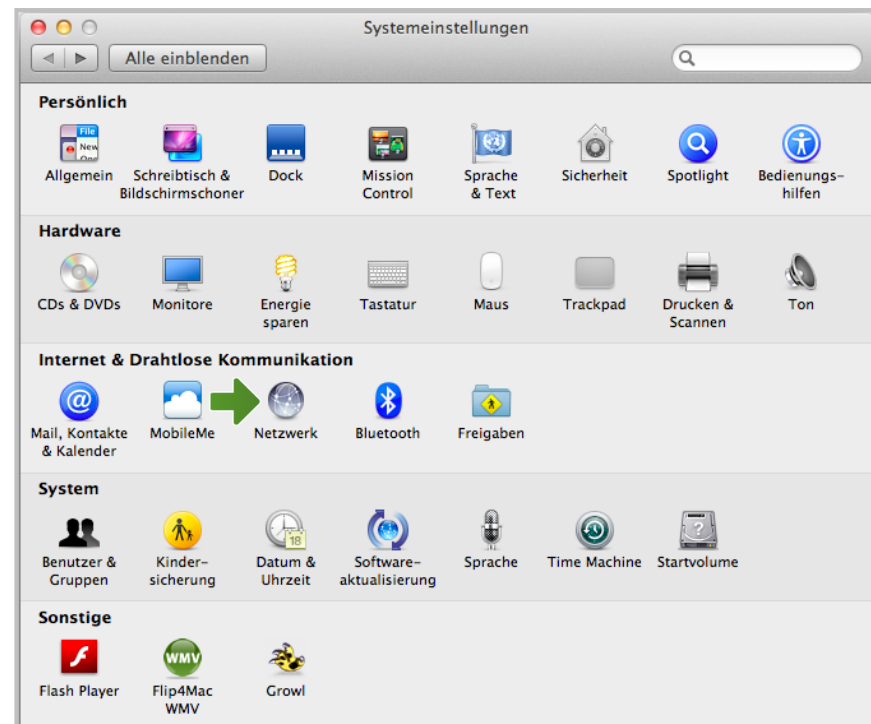 Systemeinstellungen
Alle einblenden
Persönlich
File
New
Allgemein
Schreibtisch &
Bildschirmschoner
Dock
Mission
Control
Sprache
& Text
Sicherheit
Spotlight
Bedienungs-
hilfen
Hardware
CDs & DVDs
Monitore
Energie
sparen
Tastatur
Maus
Trackpad
Drucken &
Scannen
Ton
Internet & Drahtlose Kommunikation
@
Mail, Kontakte
& Kalender
MobileMe
Netzwerk
Bluetooth
Freigaben
System
Benutzer &
Gruppen
Kinder-
sicherung
18
Datum &
Uhrzeit
Software-
aktualisierung
Sprache
Time Machine
?
Startvolume
Sonstige
Flash Player
WMV
Flip4Mac
WMV
Growl